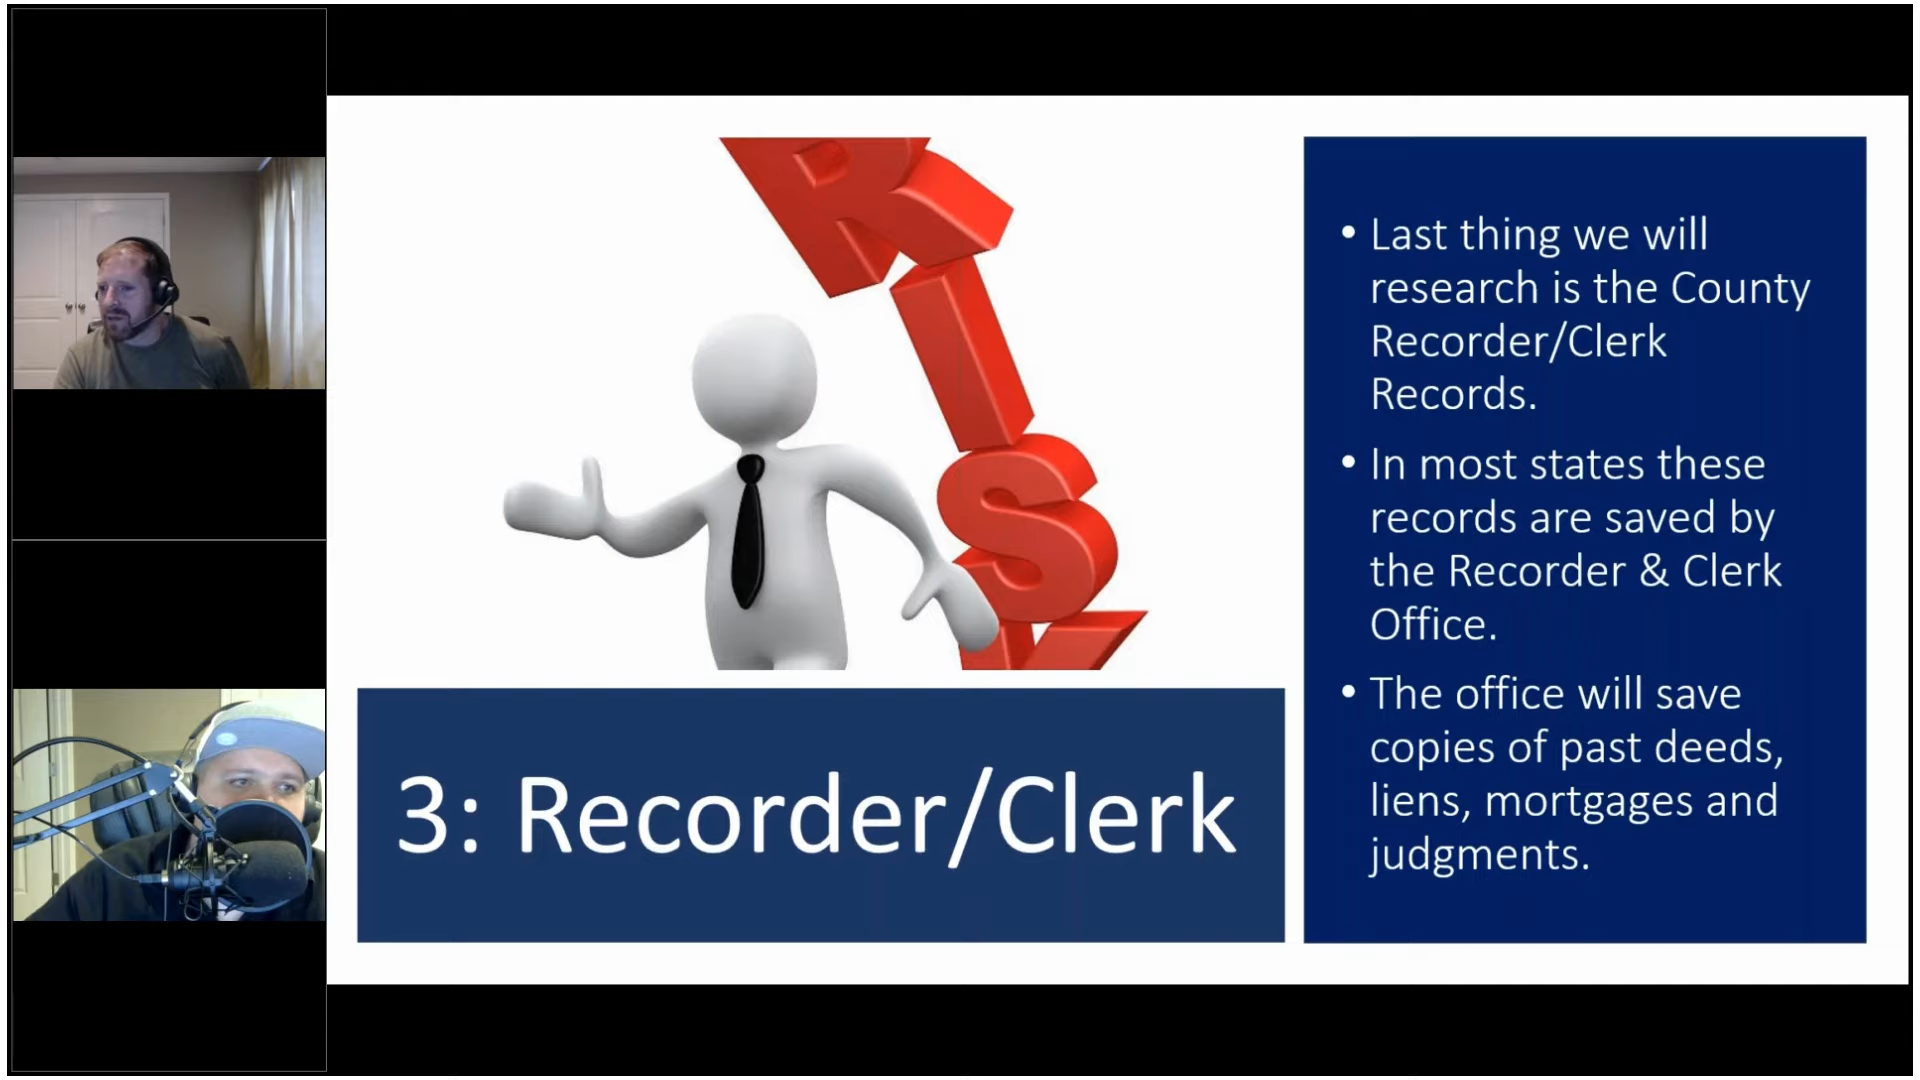 RISK
3: Recorder/Clerk
• Last thing we will
research is the County
Recorder/Clerk
Records.
• In most states these
records are saved by
the Recorder & Clerk
Office.
• The office will save
copies of past deeds,
liens, mortgages and
judgments.